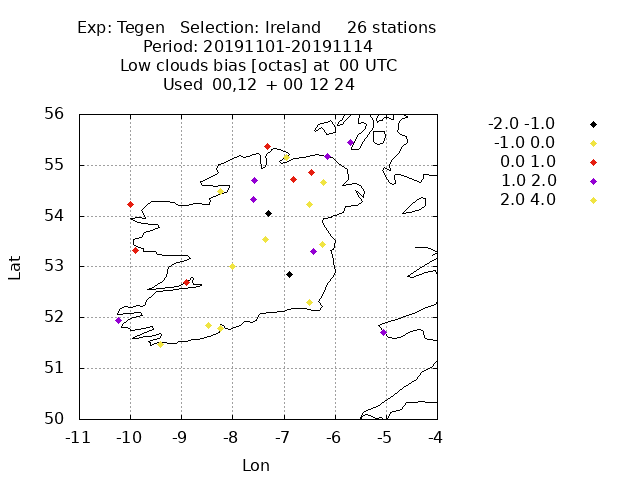 Exp: Tegen Selection: Ireland 26 stations
Period: 20191101-20191114
Low clouds bias [octas] at 00 UTC
Used 00,12 + 00 12 24
-2.0 -1.0
-1.0 0.0
0.0 1.0
1.0 2.0
2.0 4.0
56
55
54
53
52
51
50
Lat
-11 -10 -9 -8 -7 -6 -5 -4
Lon